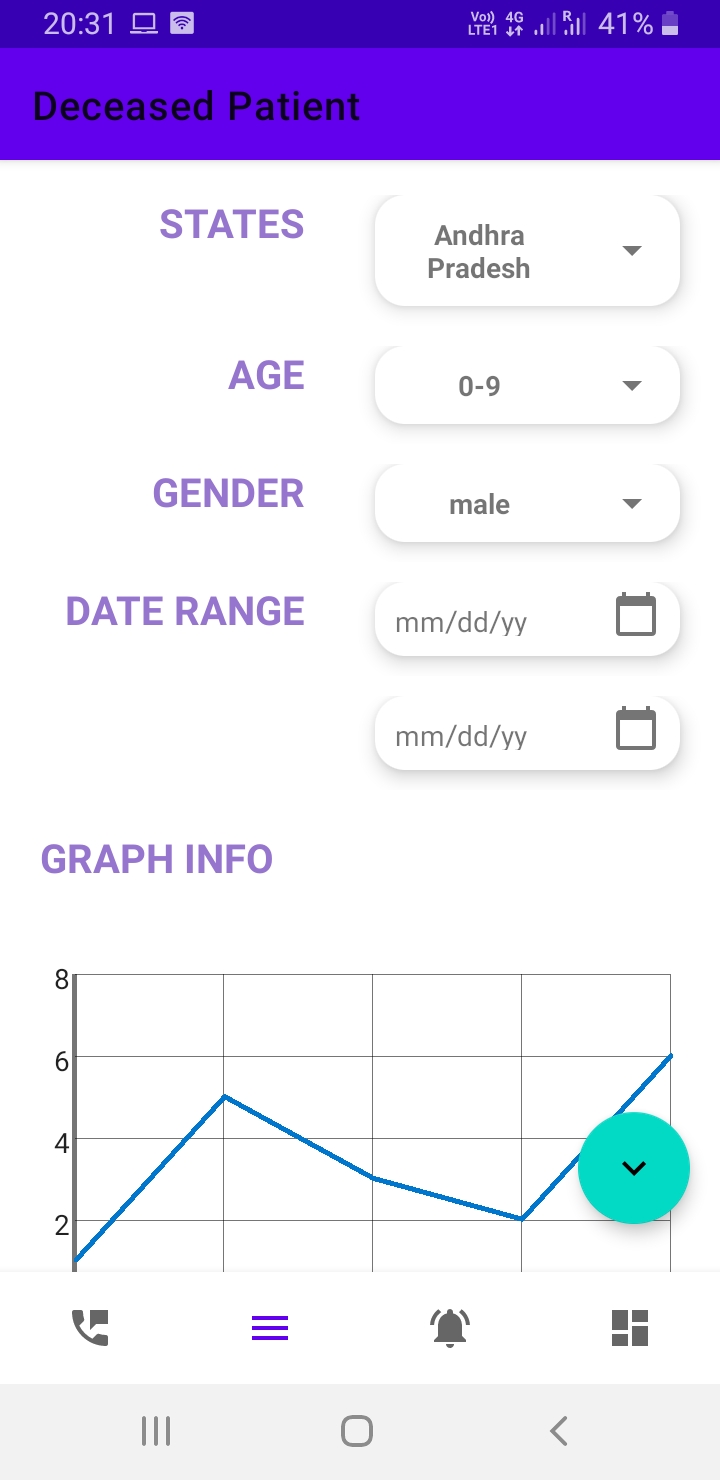 20:31 Vo)) LTE1 4G R 41%
Deceased Patient
STATES
Andhra
Pradesh
AGE
0-9
GENDER
male
DATE RANGE
mm/dd/yy
mm/dd/yy
GRAPH INFO
8
6
4
2